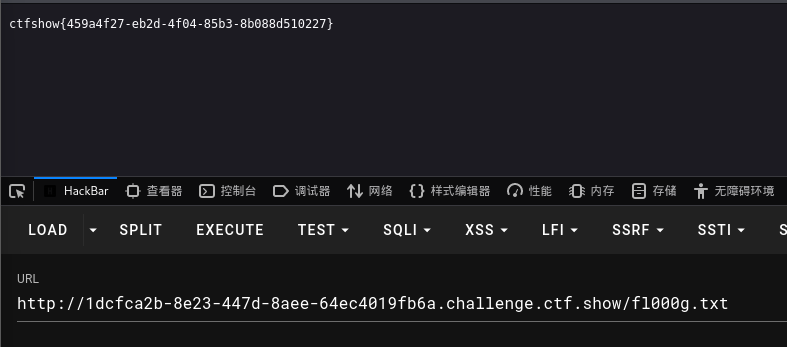 ctfshow{459a4f27-eb2d-4f04-85b3-8b088d510227}
HackBar 查看器 控制台 调试器 网络 样式编辑器 性能 内存 存储 无障碍环境
LOAD SPLIT EXECUTE TEST SQLI XSS LFI SSRF SSTI S
URL
http://1dcfca2b-8e23-447d-8aee-64ec4019fb6a.challenge.ctf.show/fl000g.txt